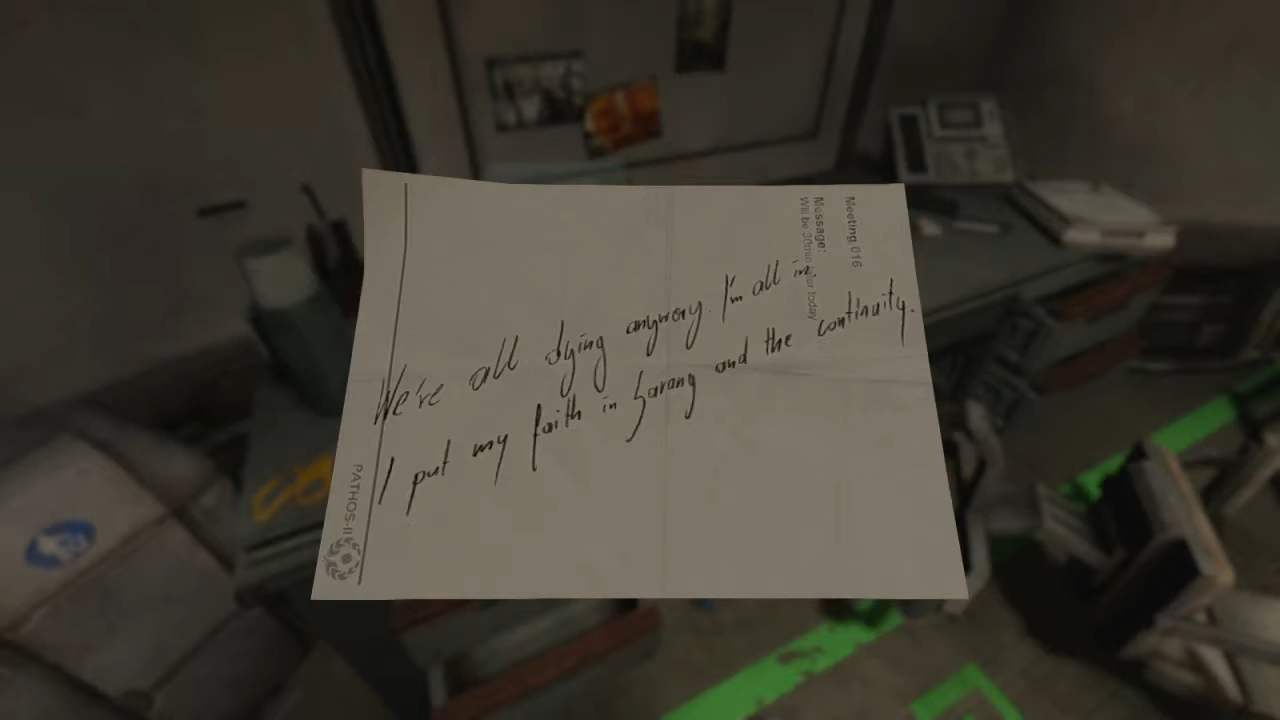 We're all dying anyway. I'm all in.
I put my faith in Sarang and the continuity.
Meeting 016
Message:
Will be 30min later today
PATHOS-II